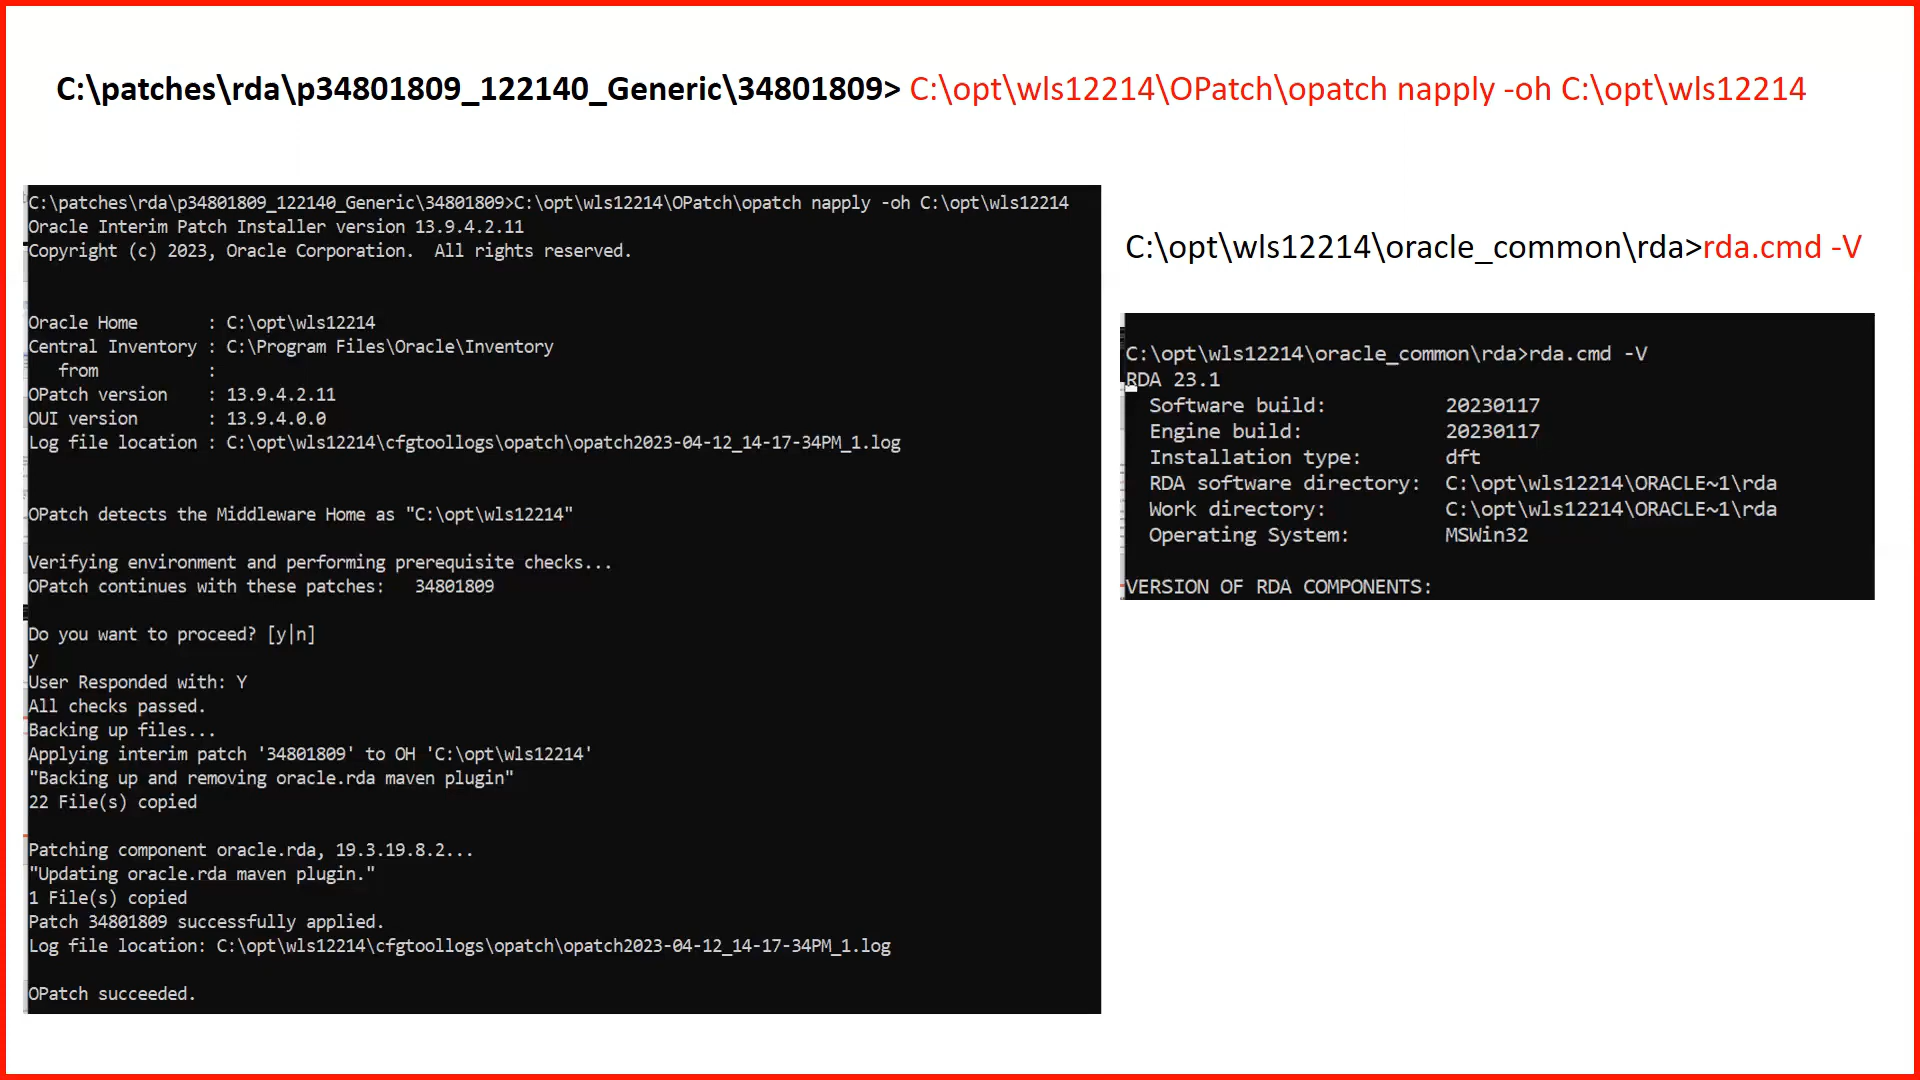 C:\patches\rda\p34801809_122140_Generic\34801809> C:\opt\wls12214\OPatch\opatch napply -oh C:\opt\wls12214
C:\patches\rda\p34801809_122140_Generic\34801809>C:\opt\wls12214\OPatch\opatch napply -oh C:\opt\wls12214
Oracle Interim Patch Installer version 13.9.4.2.11
Copyright (c) 2023, Oracle Corporation.  All rights reserved.
Oracle Home       : C:\opt\wls12214
Central Inventory : C:\Program Files\Oracle\Inventory
   from           :
OPatch version    : 13.9.4.2.11
OUI version       : 13.9.4.0.0
Log file location : C:\opt\wls12214\cfgtoollogs\opatch\opatch2023-04-12_14-17-34PM_1.log
OPatch detects the Middleware Home as "C:\opt\wls12214"
Verifying environment and performing prerequisite checks...
OPatch continues with these patches:   34801809
Do you want to proceed? [y|n]
y
User Responded with: Y
All checks passed.
Backing up files...
Applying interim patch '34801809' to OH 'C:\opt\wls12214'
"Backing up and removing oracle.rda maven plugin"
22 File(s) copied
Patching component oracle.rda, 19.3.19.8.2...
"Updating oracle.rda maven plugin."
1 File(s) copied
Patch 34801809 successfully applied.
Log file location: C:\opt\wls12214\cfgtoollogs\opatch\opatch2023-04-12_14-17-34PM_1.log
OPatch succeeded.
C:\opt\wls12214\oracle_common\rda>rda.cmd -V
C:\opt\wls12214\oracle_common\rda>rda.cmd -V
RDA 23.1
  Software build:          20230117
  Engine build:            20230117
  Installation type:       dft
  RDA software directory:  C:\opt\wls12214\ORACLE~1\rda
  Work directory:          C:\opt\wls12214\ORACLE~1\rda
  Operating System:        MSWin32
VERSION OF RDA COMPONENTS: